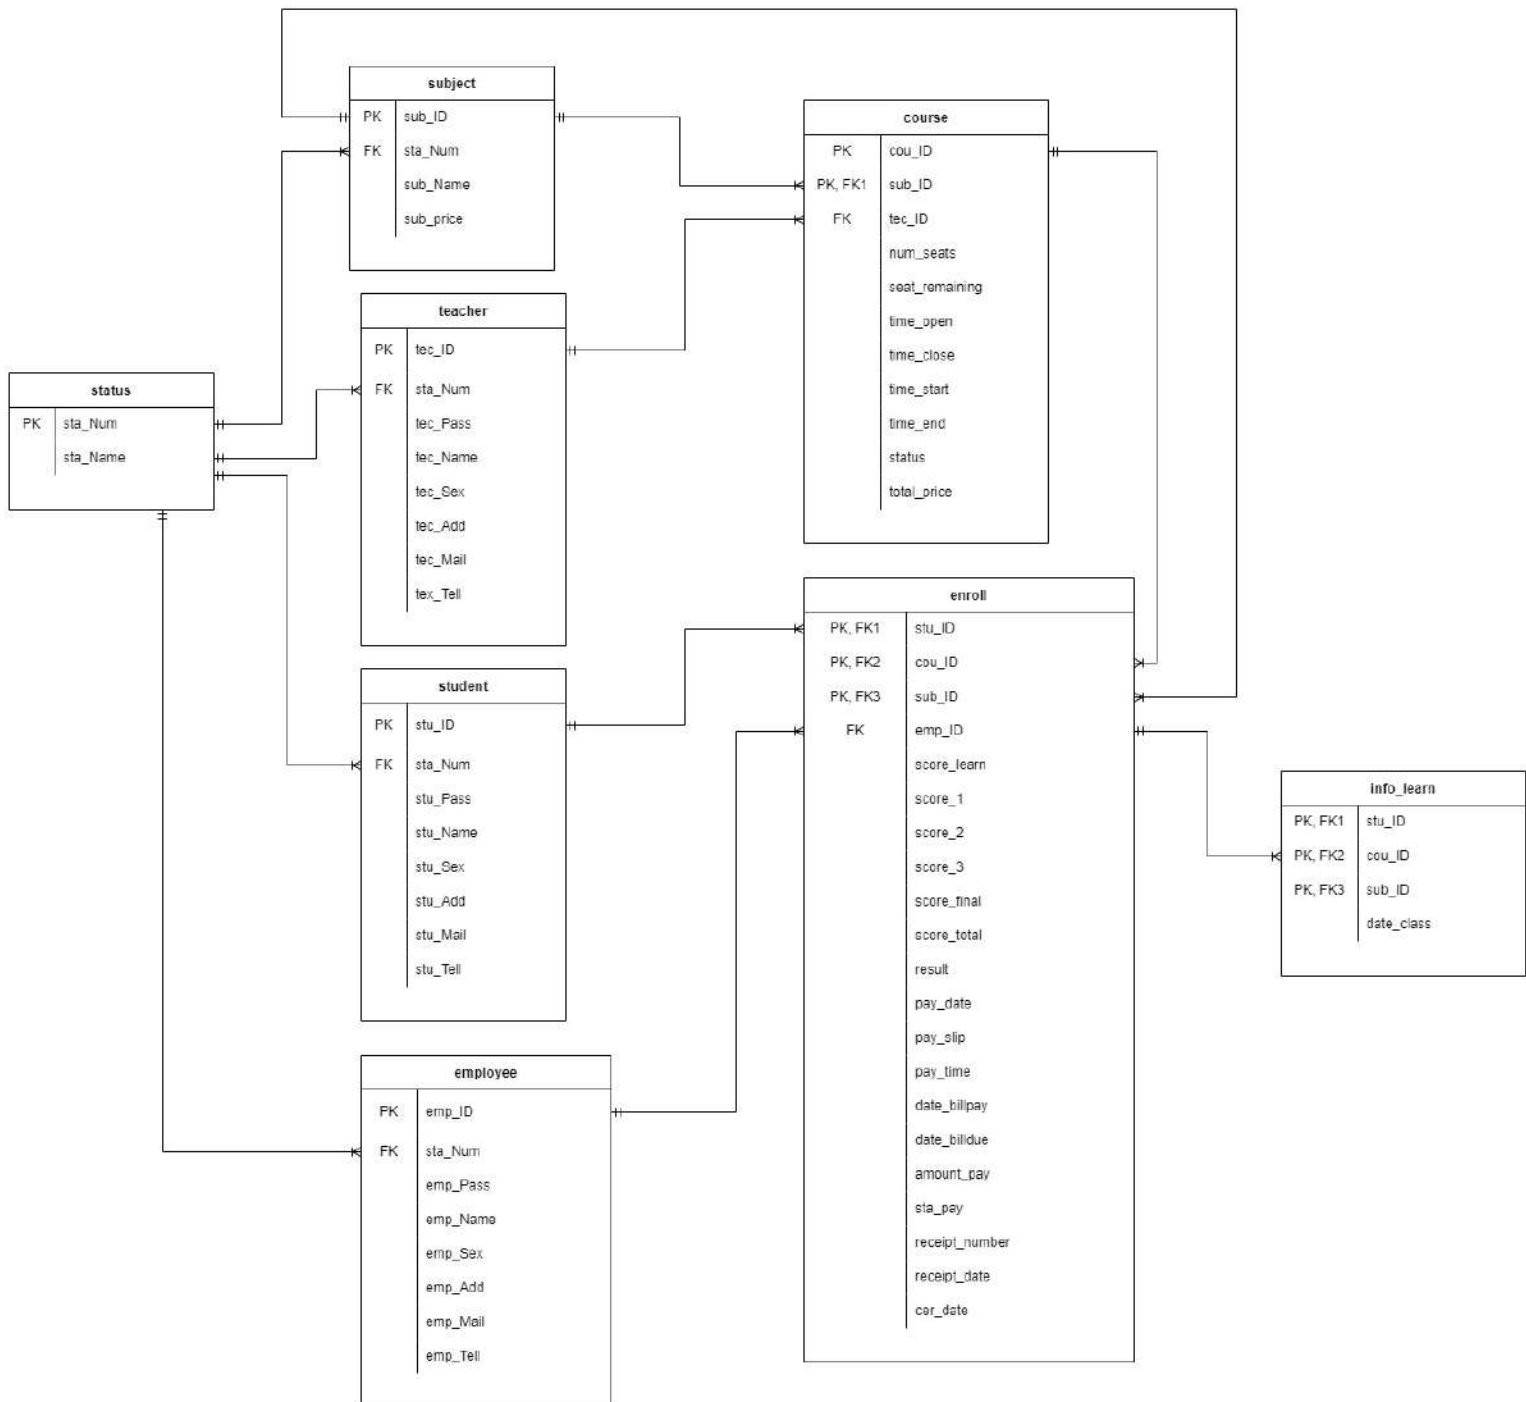 subject
PK sub_ID
FK sta_Num
sub_Name
sub_price
course
PK cou_ID
PK, FK1 sub_ID
FK tec_ID
num_seats
seat_remaining
time_open
time_close
time_start
time_end
status
total_price
teacher
PK tec_ID
FK sta_Num
tec_Pass
tec_Name
tec_Sex
tec_Add
tec_Mail
tex_Tell
status
PK sta_Num
sta_Name
student
PK stu_ID
FK sta_Num
stu_Pass
stu_Name
stu_Sex
stu_Add
stu_Mail
stu_Tell
enroll
PK, FK1 stu_ID
PK, FK2 cou_ID
PK, FK3 sub_ID
FK emp_ID
score_learn
score_1
score_2
score_3
score_final
score_total
result
pay_date
pay_slip
pay_time
date_billpay
date_billdue
amount_pay
sta_pay
receipt_number
receipt_date
cer_date
info_learn
PK, FK1 stu_ID
PK, FK2 cou_ID
PK, FK3 sub_ID
date_class
employee
PK emp_ID
FK sta_Num
emp_Pass
emp_Name
emp_Sex
emp_Add
emp_Mail
emp_Tell